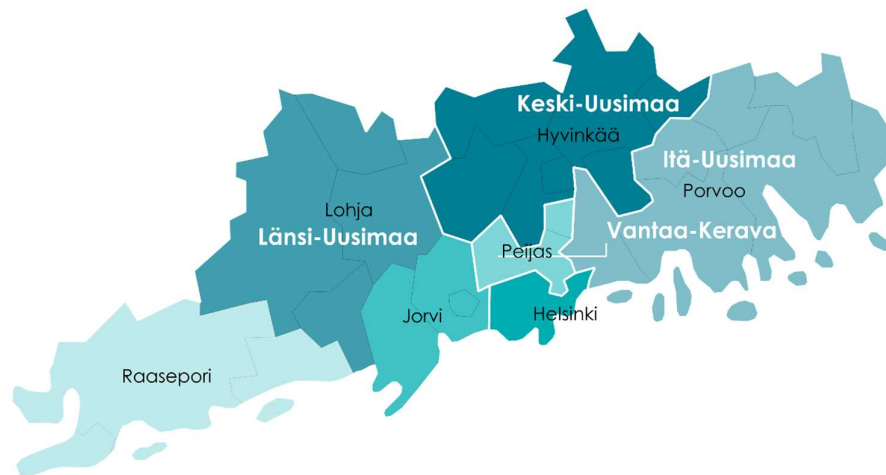 Keski-Uusimaa
Hyvinkää
Itä-Uusimaa
Porvoo
Lohja
Länsi-Uusimaa
Vantaa-Kerava
Peijas
Jorvi
Helsinki
Raasepori